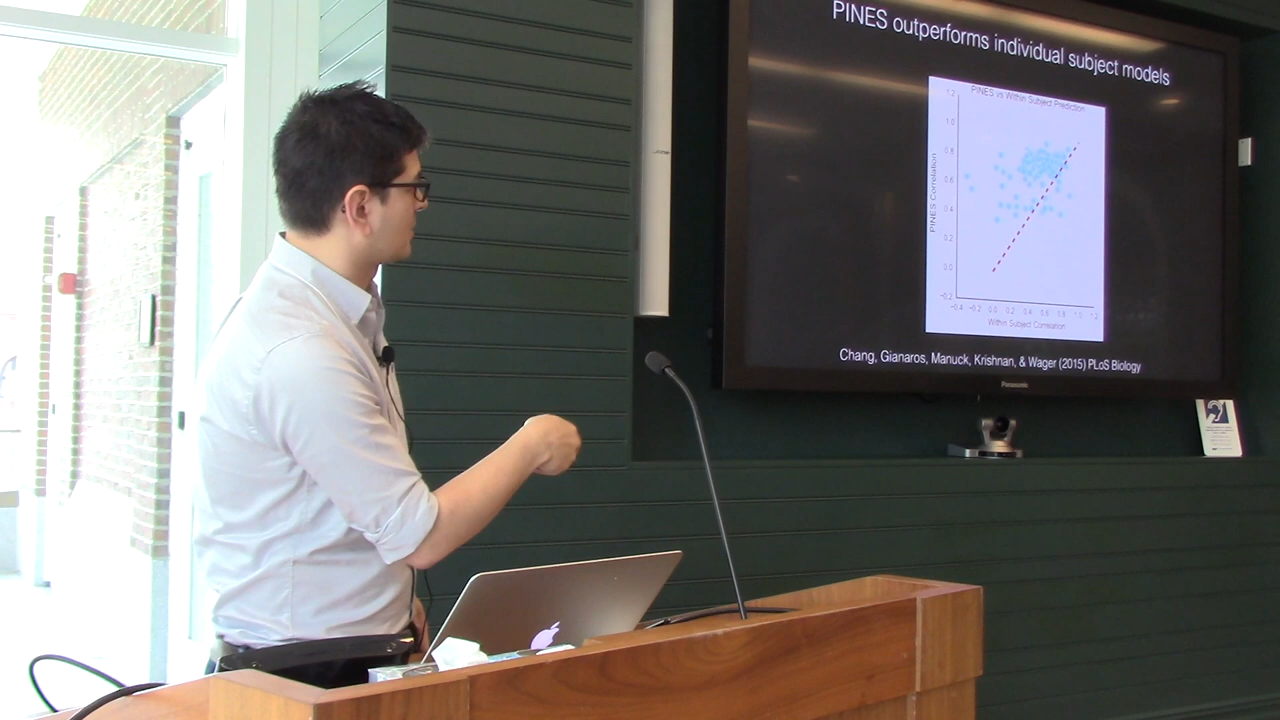 PINES outperforms individual subject models
PINES vs Within Subject Prediction
1.2
1.0
0.8
0.6
0.4
0.2
0.0
-0.2
PINES Correlation
-0.4 -0.2 0.0 0.2 0.4 0.6 0.8 1.0 1.2
Within Subject Correlation
Chang, Gianaros, Manuck, Krishnan, & Wager (2015) PLoS Biology
Panasonic